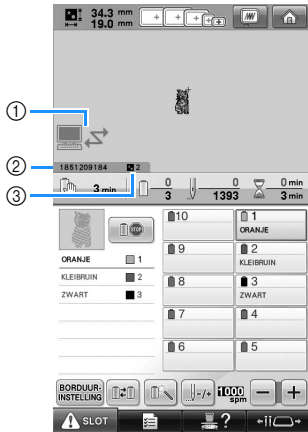 34.3 mm
19.0 mm
①
②
③
1851209184 2
3 min
0
3
0
1393
0 min
3 min
ORANJE 1
KLEIBRUIN 2
ZWART 3
10
1
ORANJE
9
2
KLEIBRUIN
8
3
ZWART
7
4
6
5
STOP
BORDUUR-
INSTELLING
-/+
1000
spm
-
+
SLOT
?